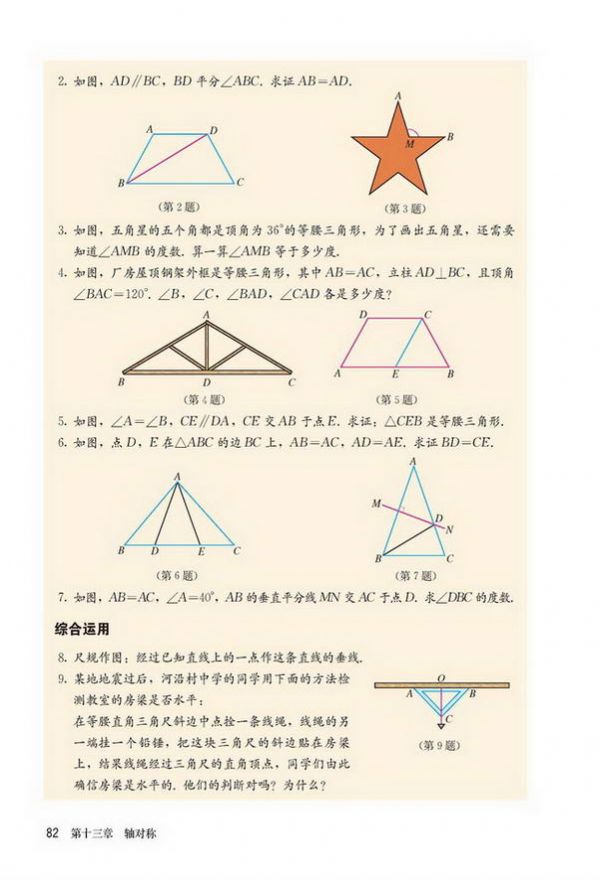 2. 如图，AD∥BC，BD 平分∠ABC. 求证 AB=AD.
A
D
B
C
(第 2 题)
A
B
M
(第 3 题)
3. 如图，五角星的五个角都是顶角为 36°的等腰三角形，为了画出五角星，还需要
知道∠AMB 的度数. 算一算∠AMB 等于多少度.
4. 如图，厂房屋顶钢架外框是等腰三角形，其中 AB=AC，立柱 AD⊥BC，且顶角
∠BAC=120°. ∠B，∠C，∠BAD，∠CAD 各是多少度？
A
B
D
C
(第 4 题)
D
C
A
E
B
(第 5 题)
5. 如图，∠A=∠B，CE∥DA，CE 交 AB 于点 E. 求证：△CEB 是等腰三角形.
6. 如图，点 D，E 在△ABC 的边 BC 上，AB=AC，AD=AE. 求证 BD=CE.
A
B
D
E
C
(第 6 题)
A
M
D
N
B
C
(第 7 题)
7. 如图，AB=AC，∠A=40°，AB 的垂直平分线 MN 交 AC 于点 D. 求∠DBC 的度数.
综合运用
8. 尺规作图：经过已知直线上的一点作这条直线的垂线.
9. 某地地震过后，河沿村中学的同学用下面的方法检
测教室的房梁是否水平：
在等腰直角三角尺斜边中点拴一条线绳，线绳的另
一端挂一个铅锤，把这块三角尺的斜边贴在房梁
上，结果线绳经过三角尺的直角顶点，同学们由此
确信房梁是水平的. 他们的判断对吗？为什么？
O
A
B
C
(第 9 题)
82 第十三章 轴对称